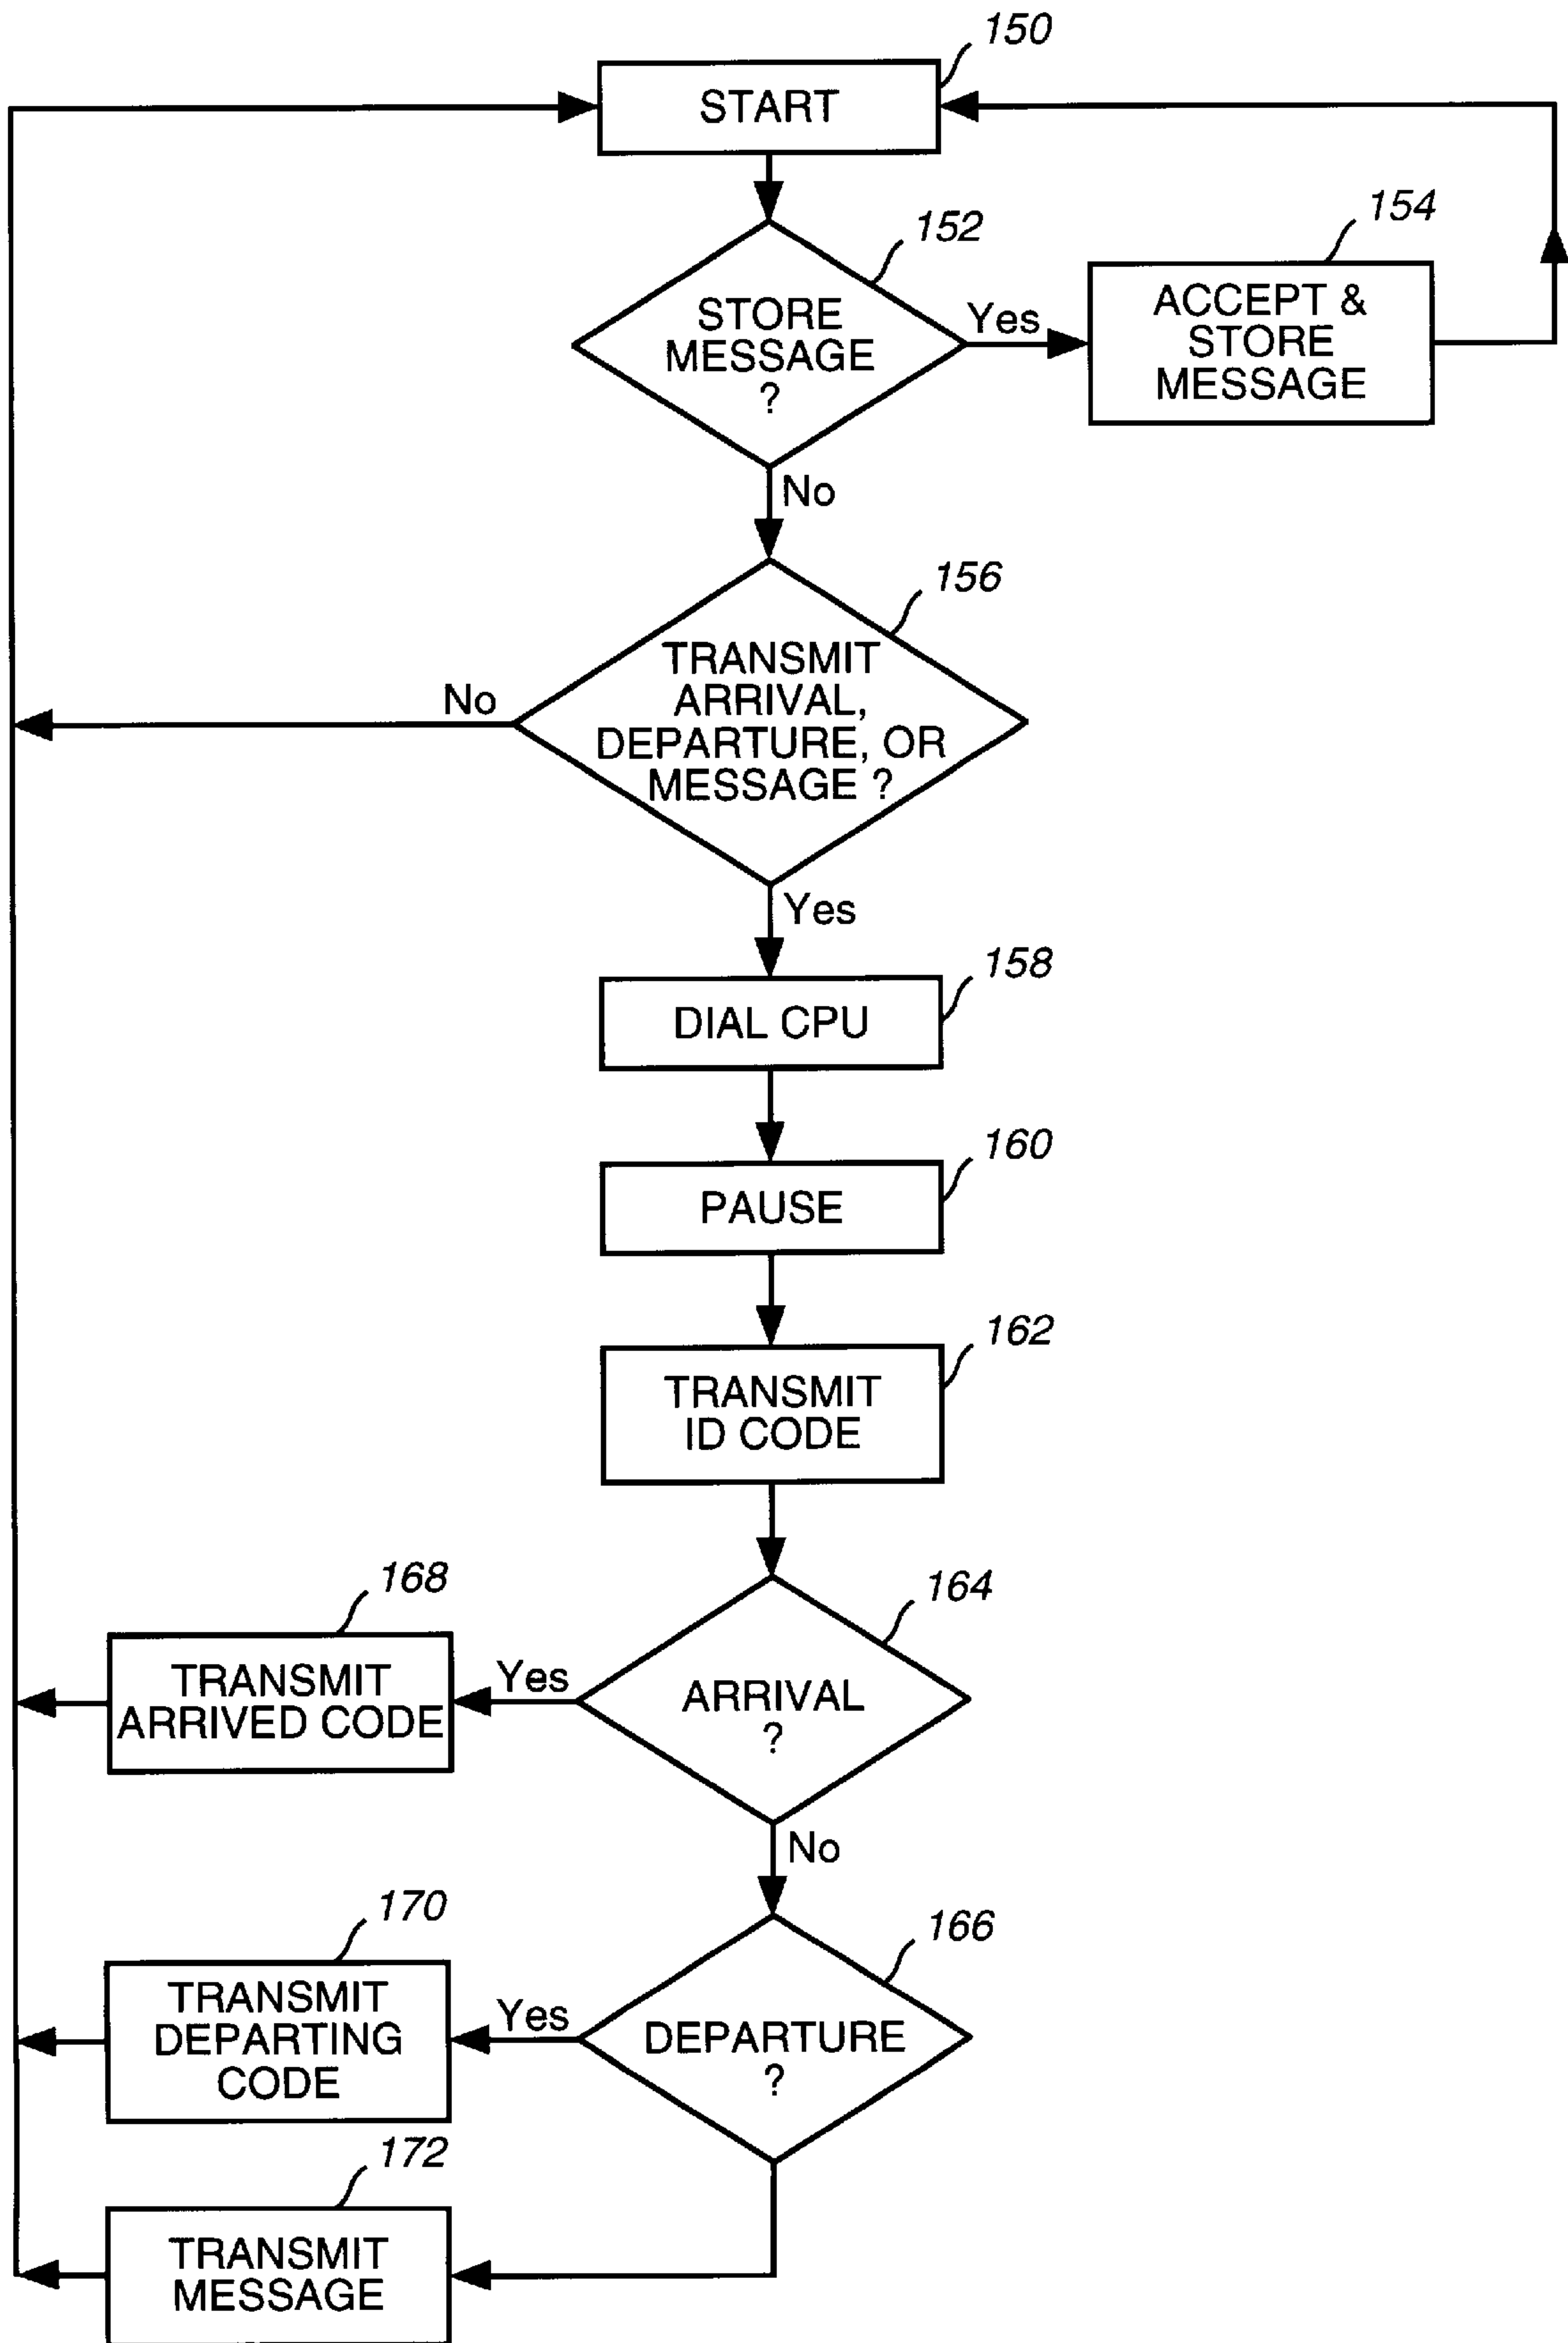 150
START
152
STORE
MESSAGE
?
Yes
154
ACCEPT &
STORE
MESSAGE
No
156
TRANSMIT
ARRIVAL,
DEPARTURE, OR
MESSAGE ?
No
Yes
158
DIAL CPU
160
PAUSE
162
TRANSMIT
ID CODE
164
ARRIVAL
?
Yes
168
TRANSMIT
ARRIVED CODE
No
166
DEPARTURE
?
Yes
170
TRANSMIT
DEPARTING
CODE
172
TRANSMIT
MESSAGE